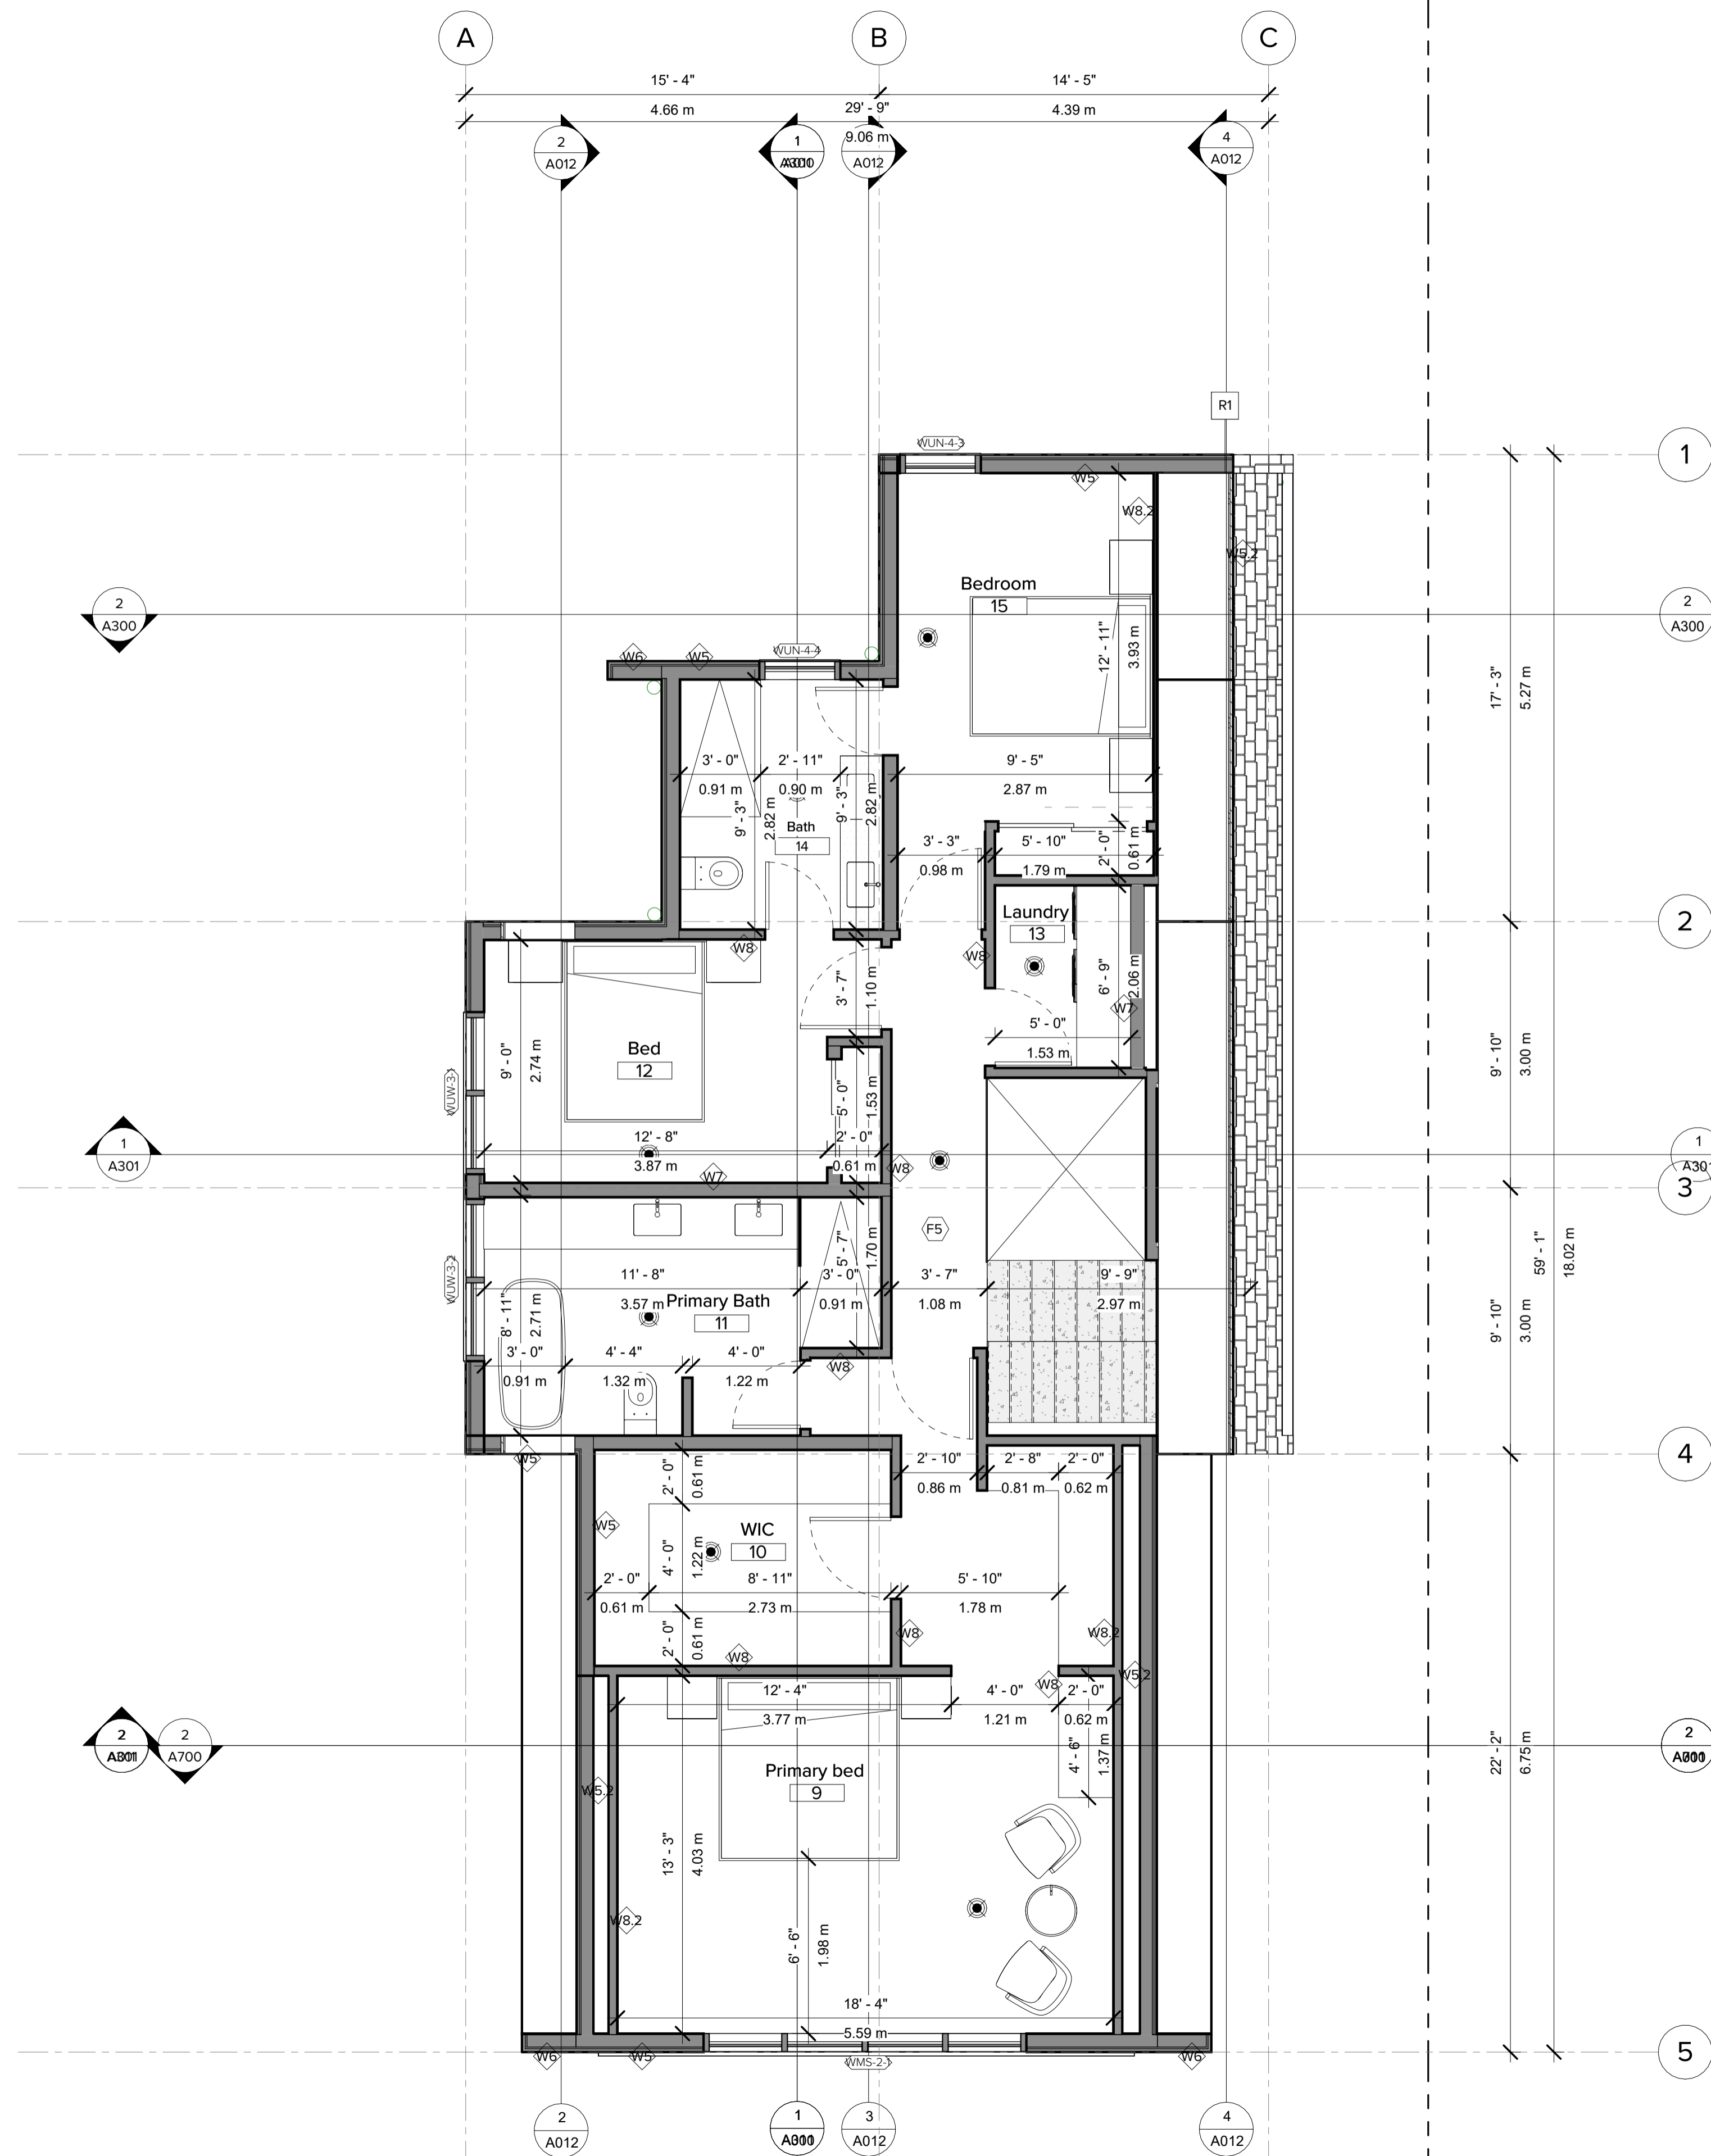 A
B
C
15' - 4"
14' - 5"
4.66 m
29' - 9"
4.39 m
9.06 m
2
A012
1
A012
4
A012
R1
WUN-4-3
1
W5
W8.2
W5.2
Bedroom
15
2
A300
2
A300
12' - 11"
3.93 m
W6
W5
WUN-4-4
17' - 3"
5.27 m
3' - 0"
0.91 m
2' - 11"
0.90 m
9' - 5"
2.87 m
9' - 3"
2.82 m
9' - 3"
2.82 m
Bath
14
3' - 3"
0.98 m
5' - 10"
1.79 m
2' - 0"
0.61 m
Laundry
13
2
W8
W8
3' - 7"
1.10 m
6' - 9"
2.06 m
W7
5' - 0"
1.53 m
9' - 0"
2.74 m
Bed
12
WUW-3-1
5' - 0"
1.53 m
9' - 10"
3.00 m
12' - 8"
3.87 m
2' - 0"
0.61 m
1
A301
1
W7
W8
3
F5
5' - 7"
1.70 m
WUW-3-2
11' - 8"
3.57 m
3' - 0"
0.91 m
3' - 7"
1.08 m
9' - 9"
2.97 m
Primary Bath
11
8' - 11"
2.71 m
59' - 1"
18.02 m
9' - 10"
3.00 m
3' - 0"
0.91 m
4' - 4"
1.32 m
4' - 0"
1.22 m
W8
4
W5
2' - 0"
0.61 m
2' - 10"
0.86 m
2' - 8"
0.81 m
2' - 0"
0.62 m
W5
WIC
10
4' - 0"
1.22 m
2' - 0"
0.61 m
8' - 11"
2.73 m
5' - 10"
1.78 m
2' - 0"
0.61 m
W8
W8
W8.2
W5.2
W8
12' - 4"
3.77 m
4' - 0"
1.21 m
2' - 0"
0.62 m
4' - 6"
1.37 m
2
2
A700
2
22' - 2"
6.75 m
Primary bed
9
W5.2
13' - 3"
4.03 m
W8.2
6' - 6"
1.98 m
18' - 4"
5.59 m
W6
W5
WMS-2-1
W6
5
2
A012
1
3
A012
4
A012